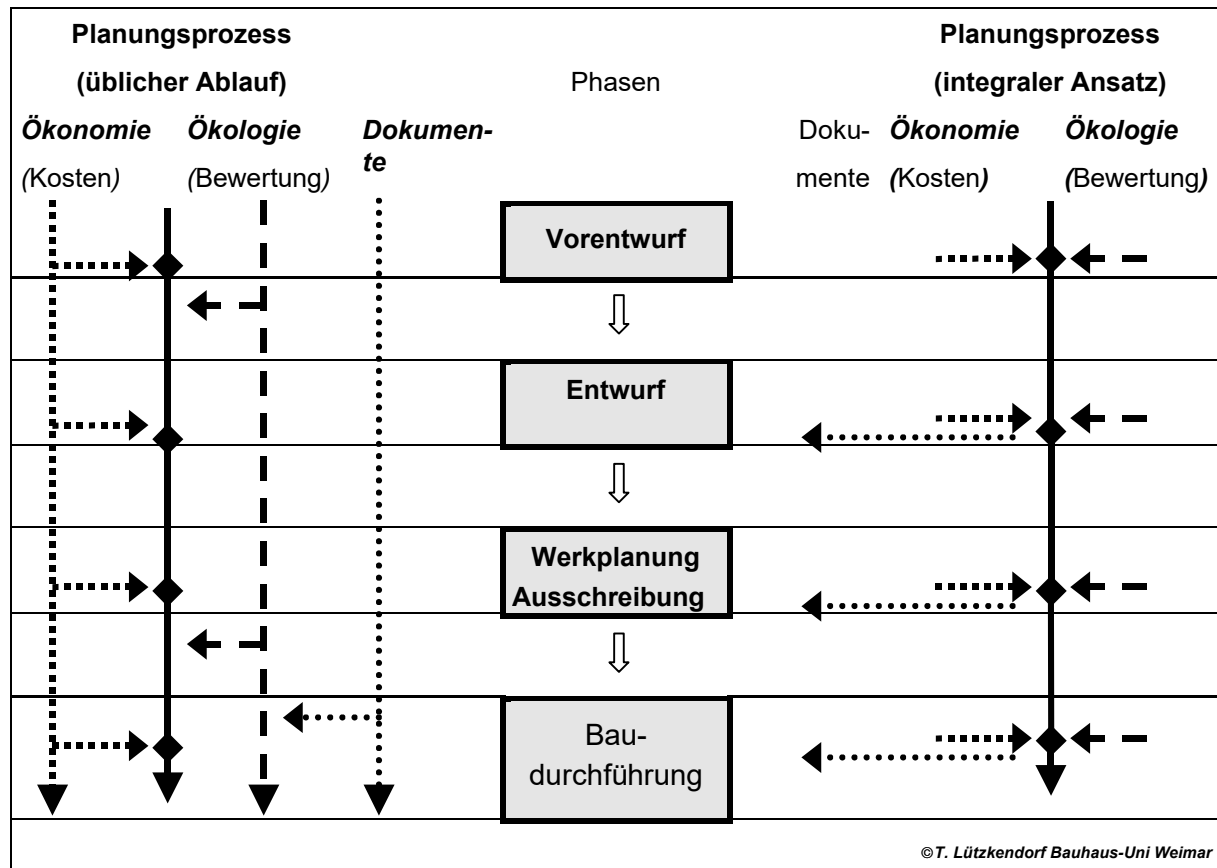 Planungsprozess
(üblicher Ablauf)
Ökonomie
(Kosten)
Ökologie
(Bewertung)
Dokumen-
te
Phasen
Planungsprozess
(integraler Ansatz)
Doku-
mente
Ökonomie
(Kosten)
Ökologie
(Bewertung)
Vorentwurf
Entwurf
Werkplanung
Ausschreibung
Bau-
durchführung
©T. Lützkendorf Bauhaus-Uni Weimar